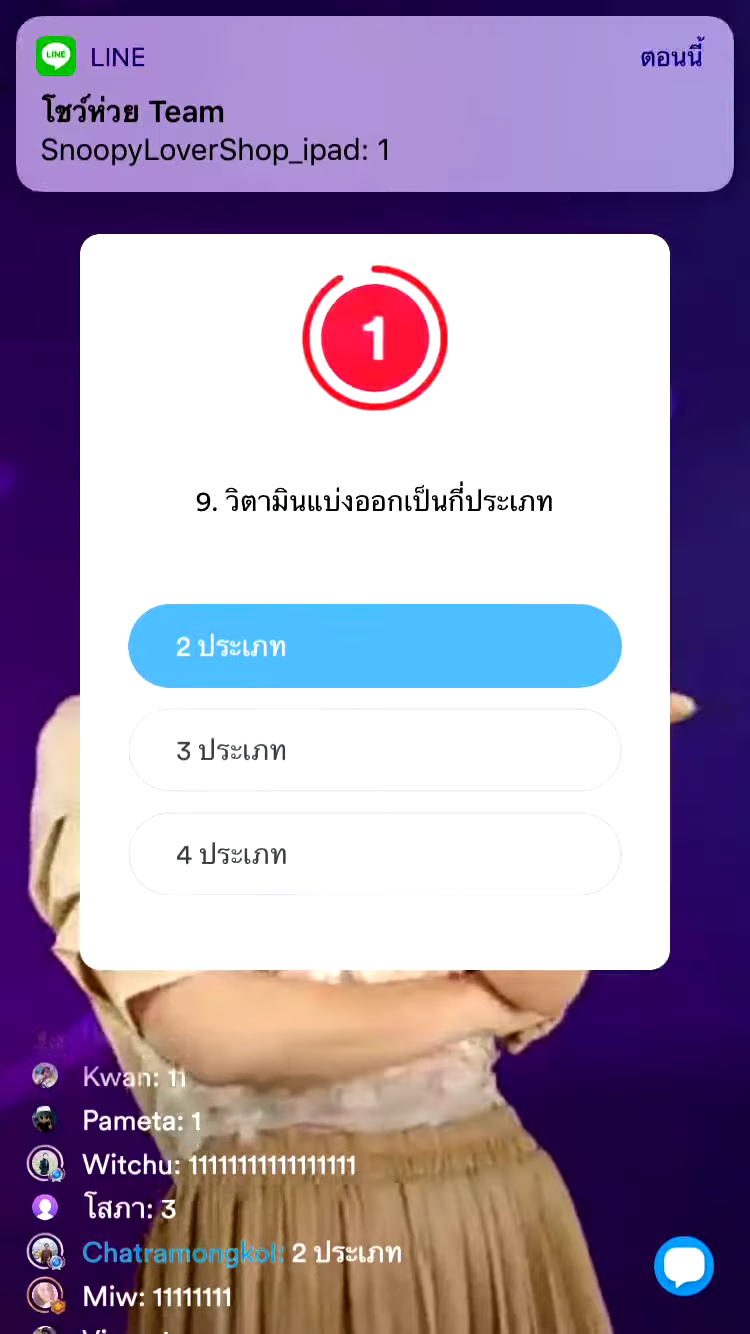 LINE
LINE
ตอนนี้
โชว์ห่วย Team
SnoopyLoverShop_ipad: 1
1
9. วิตามินแบ่งออกเป็นกี่ประเภท
2 ประเภท
3 ประเภท
4 ประเภท
Kwan: 11
Pameta: 1
Witchu: 11111111111111111
โสภา: 3
Chatramongkol: 2 ประเภท
Miw: 11111111